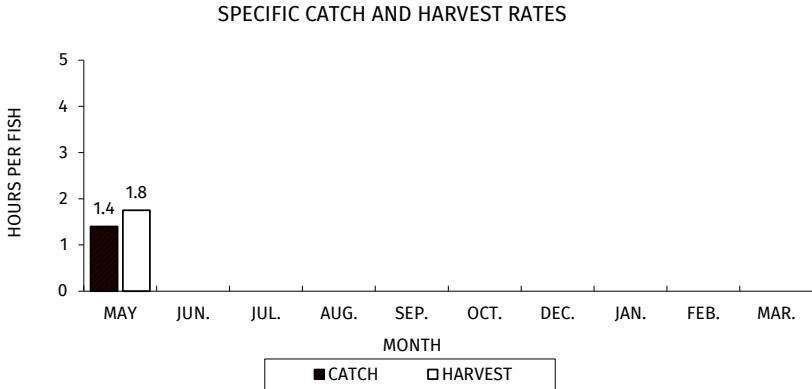 SPECIFIC CATCH AND HARVEST RATES
HOURS PER FISH
5
4
3
2
1
0
1.4
1.8
MAY JUN. JUL. AUG. SEP. OCT. DEC. JAN. FEB. MAR.
MONTH
CATCH HARVEST